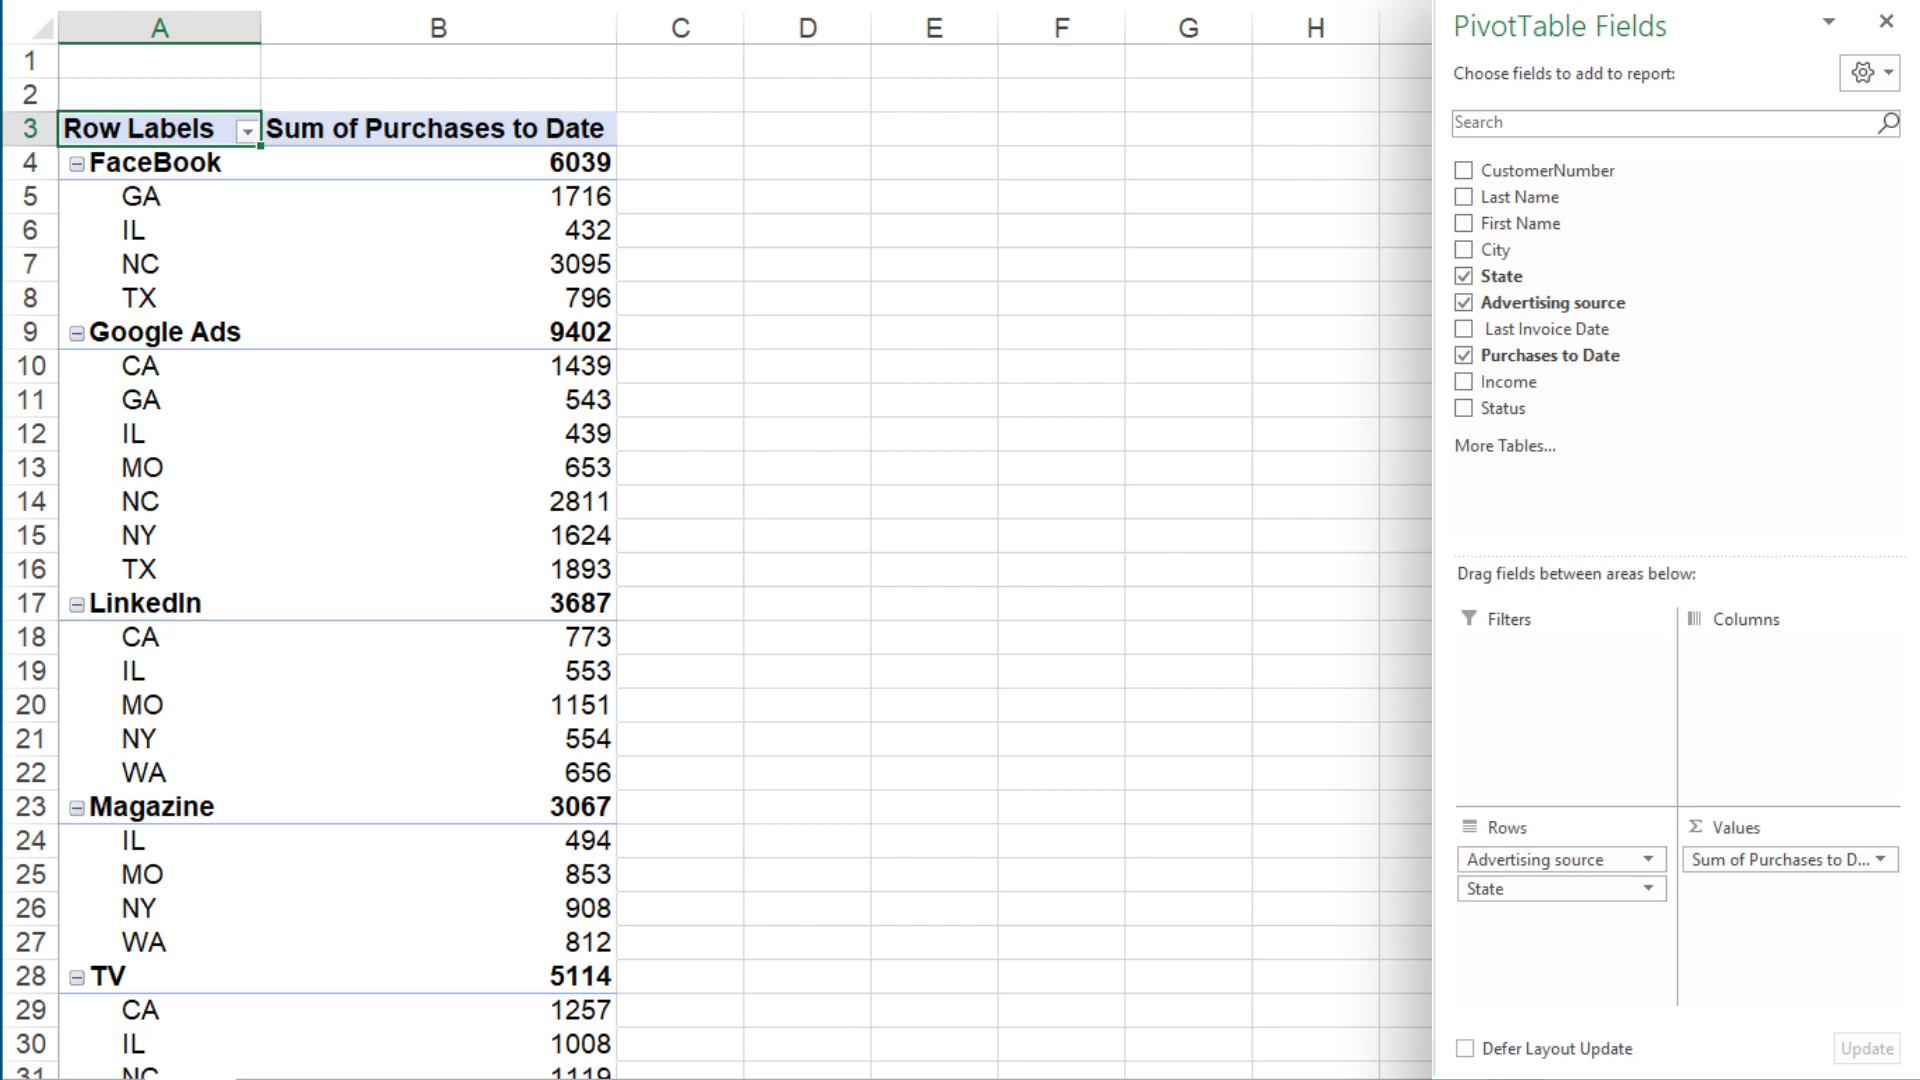 A B C D E F G H
1
2
3 Row Labels Sum of Purchases to Date
4 FaceBook 6039
5 GA 1716
6 IL 432
7 NC 3095
8 TX 796
9 Google Ads 9402
10 CA 1439
11 GA 543
12 IL 439
13 MO 653
14 NC 2811
15 NY 1624
16 TX 1893
17 LinkedIn 3687
18 CA 773
19 IL 553
20 MO 1151
21 NY 554
22 WA 656
23 Magazine 3067
24 IL 494
25 MO 853
26 NY 908
27 WA 812
28 TV 5114
29 CA 1257
30 IL 1008
31 NC 1119
PivotTable Fields
Choose fields to add to report:
Search
CustomerNumber
Last Name
First Name
City
State
Advertising source
Last Invoice Date
Purchases to Date
Income
Status
More Tables...
Drag fields between areas below:
Filters
Columns
Rows
Advertising source
State
Σ Values
Sum of Purchases to D...
Defer Layout Update
Update